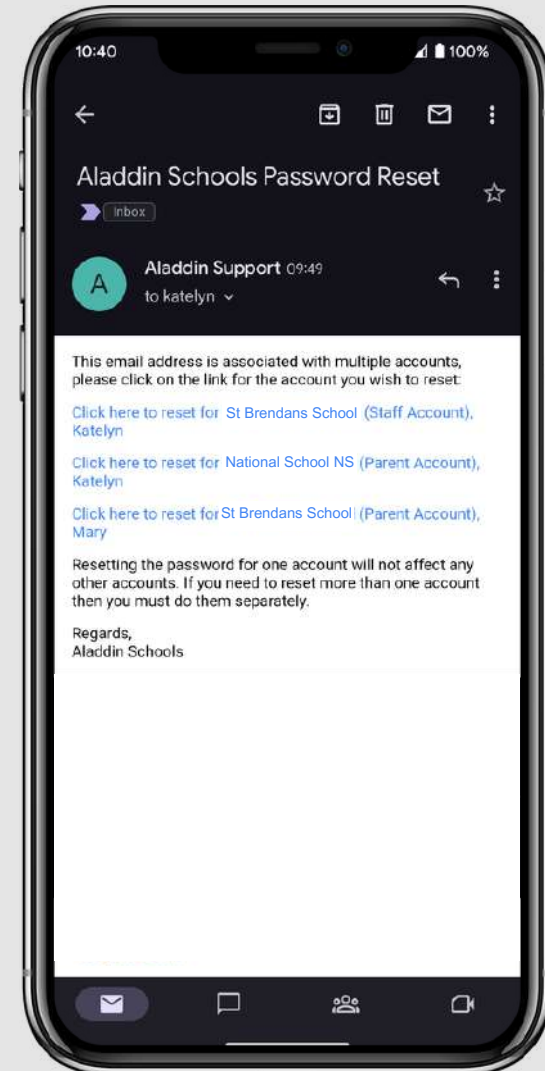 10:40
100%
Aladdin Schools Password Reset
Inbox
A
Aladdin Support 09:49
to katelyn
This email address is associated with multiple accounts,
please click on the link for the account you wish to reset:
Click here to reset for St Brendans School (Staff Account),
Katelyn
Click here to reset for National School NS (Parent Account),
Katelyn
Click here to reset for St Brendans School (Parent Account),
Mary
Resetting the password for one account will not affect any
other accounts. If you need to reset more than one account
then you must do them separately.
Regards,
Aladdin Schools